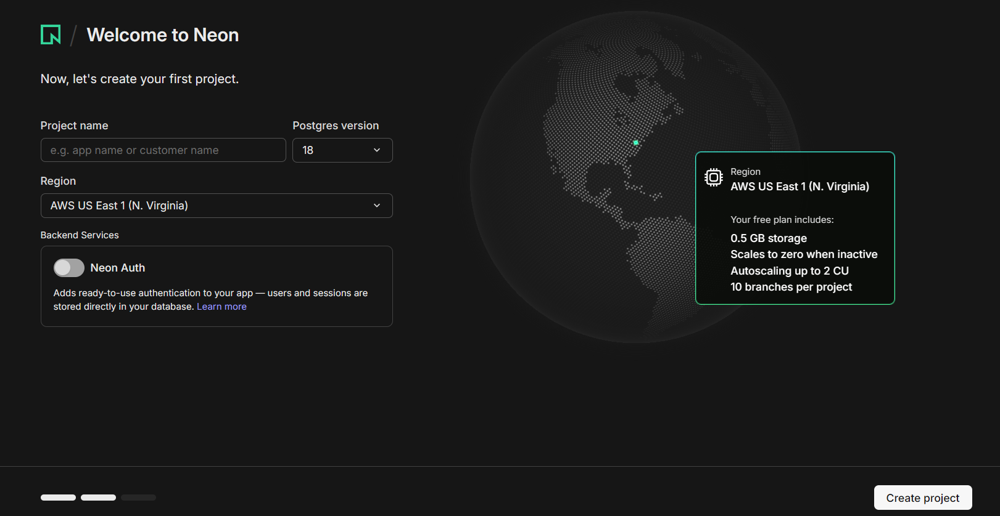 Welcome to Neon
Now, let's create your first project.
Project name
Postgres version
e.g. app name or customer name
18
Region
AWS US East 1 (N. Virginia)
Backend Services
Neon Auth
Adds ready-to-use authentication to your app — users and sessions are
stored directly in your database. Learn more
Region
AWS US East 1 (N. Virginia)
Your free plan includes:
0.5 GB storage
Scales to zero when inactive
Autoscaling up to 2 CU
10 branches per project
Create project